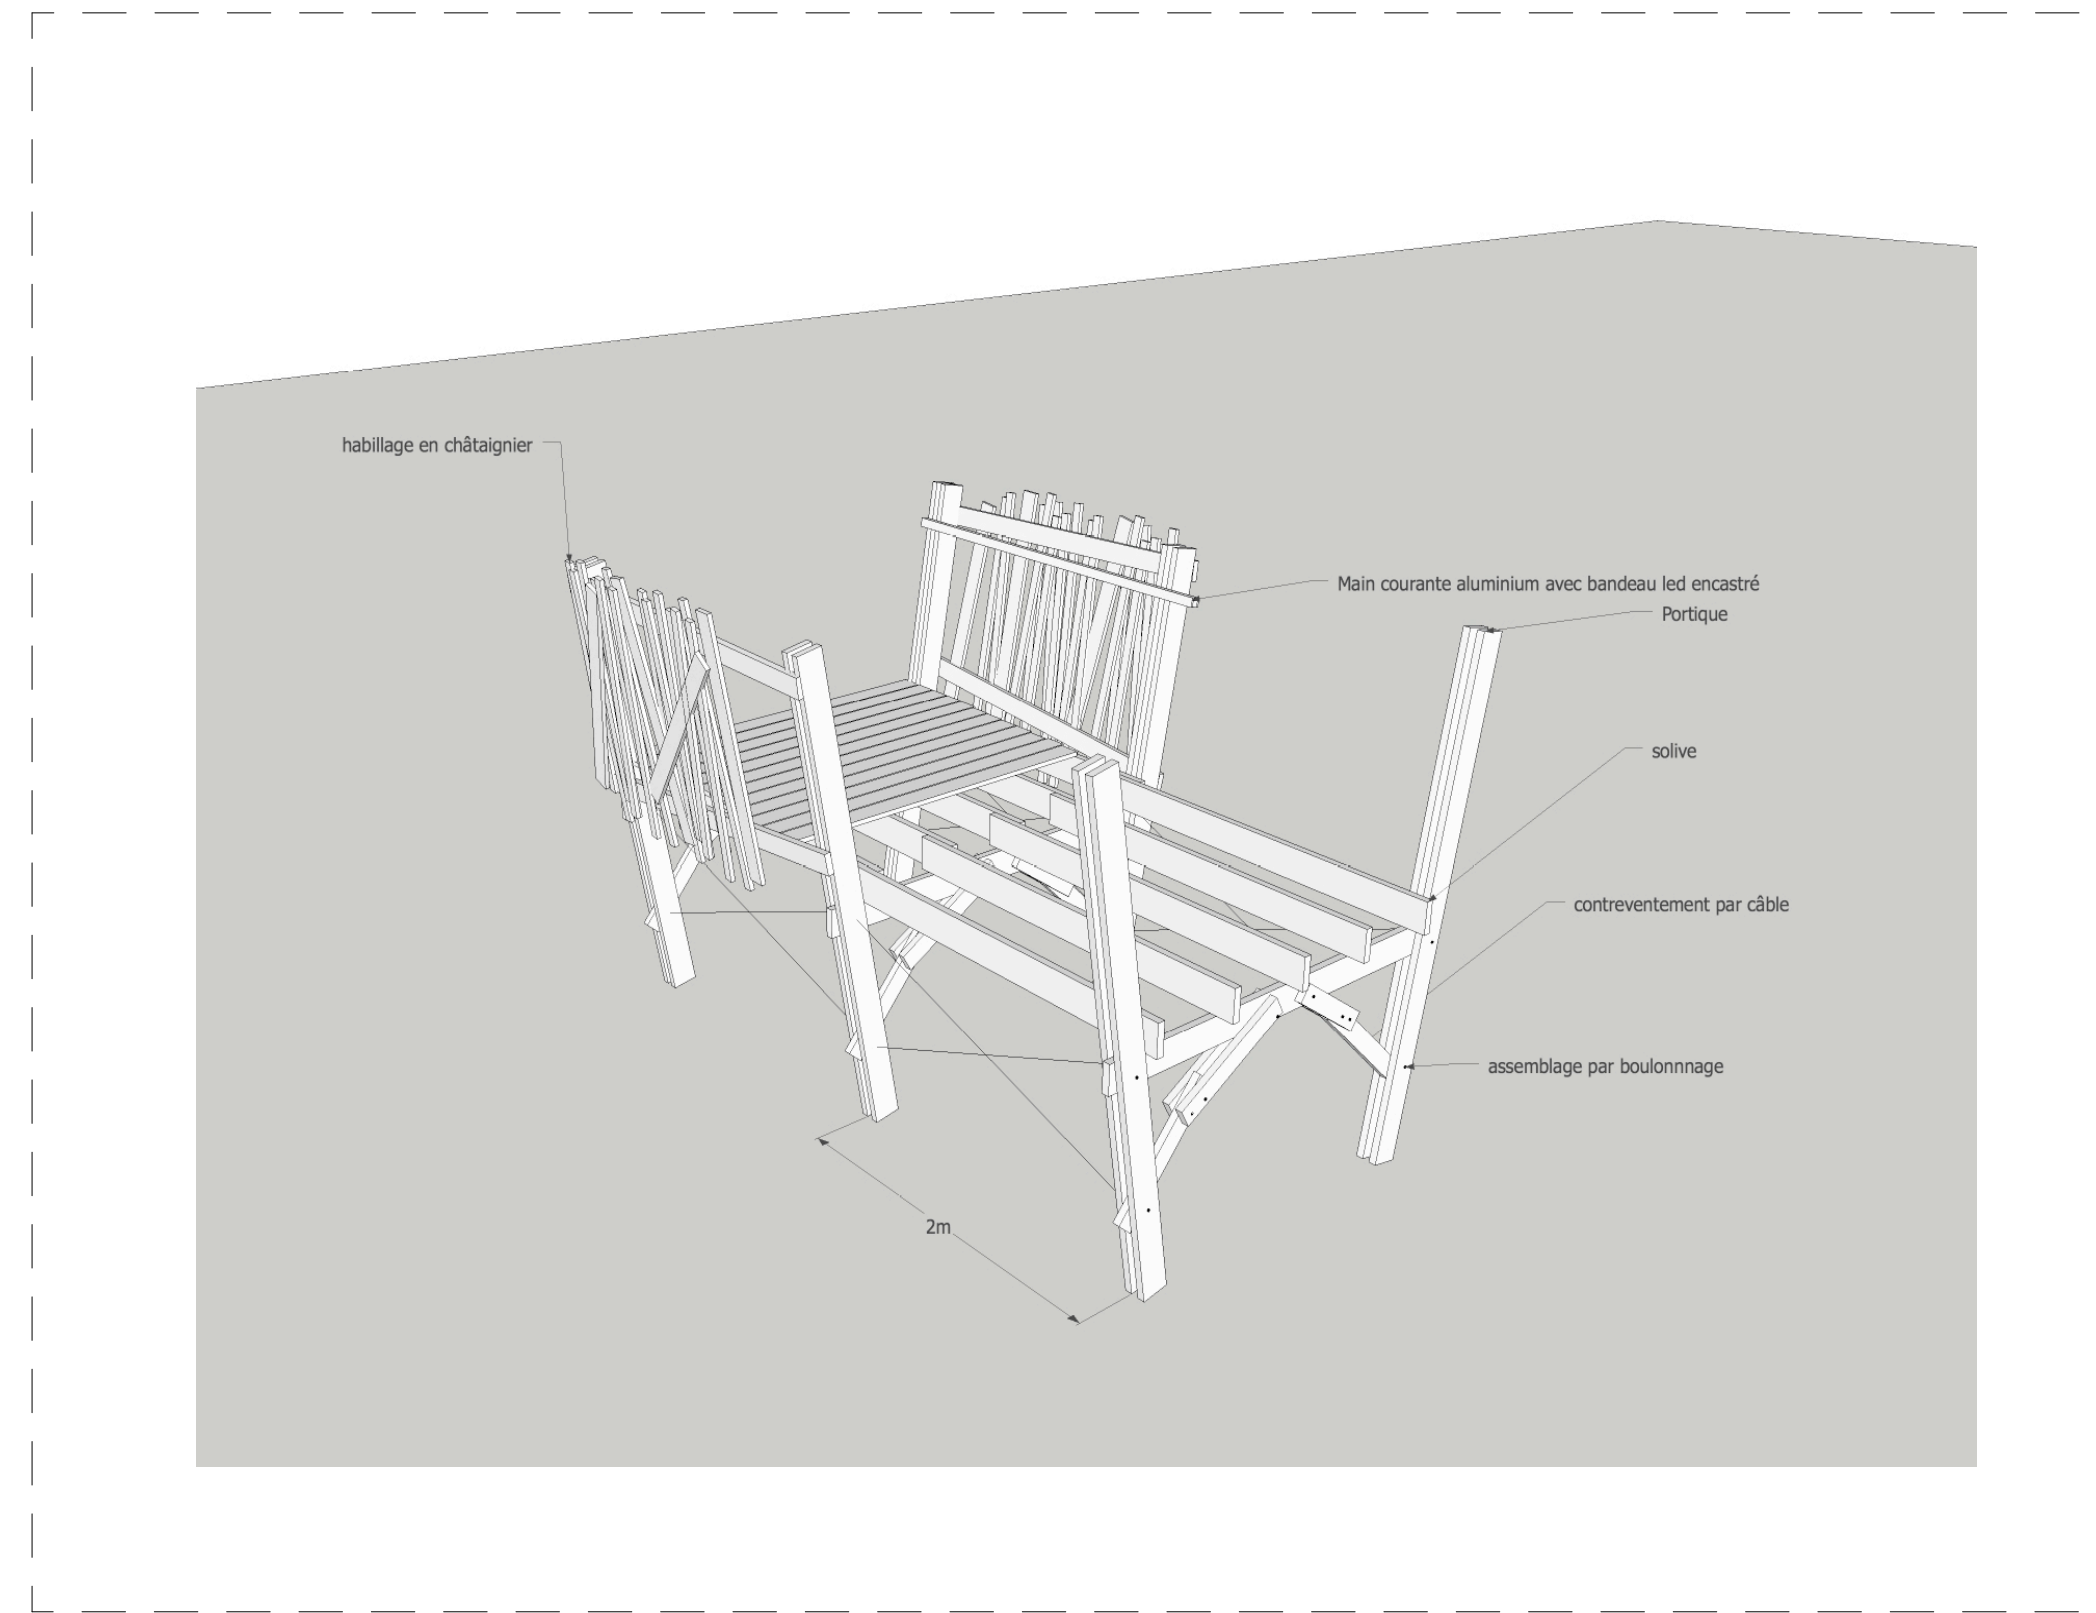 habillage en châtaignier
Main courante aluminium avec bandeau led encastré
Portique
solive
contreventement par câble
assemblage par boulonnnage
2m